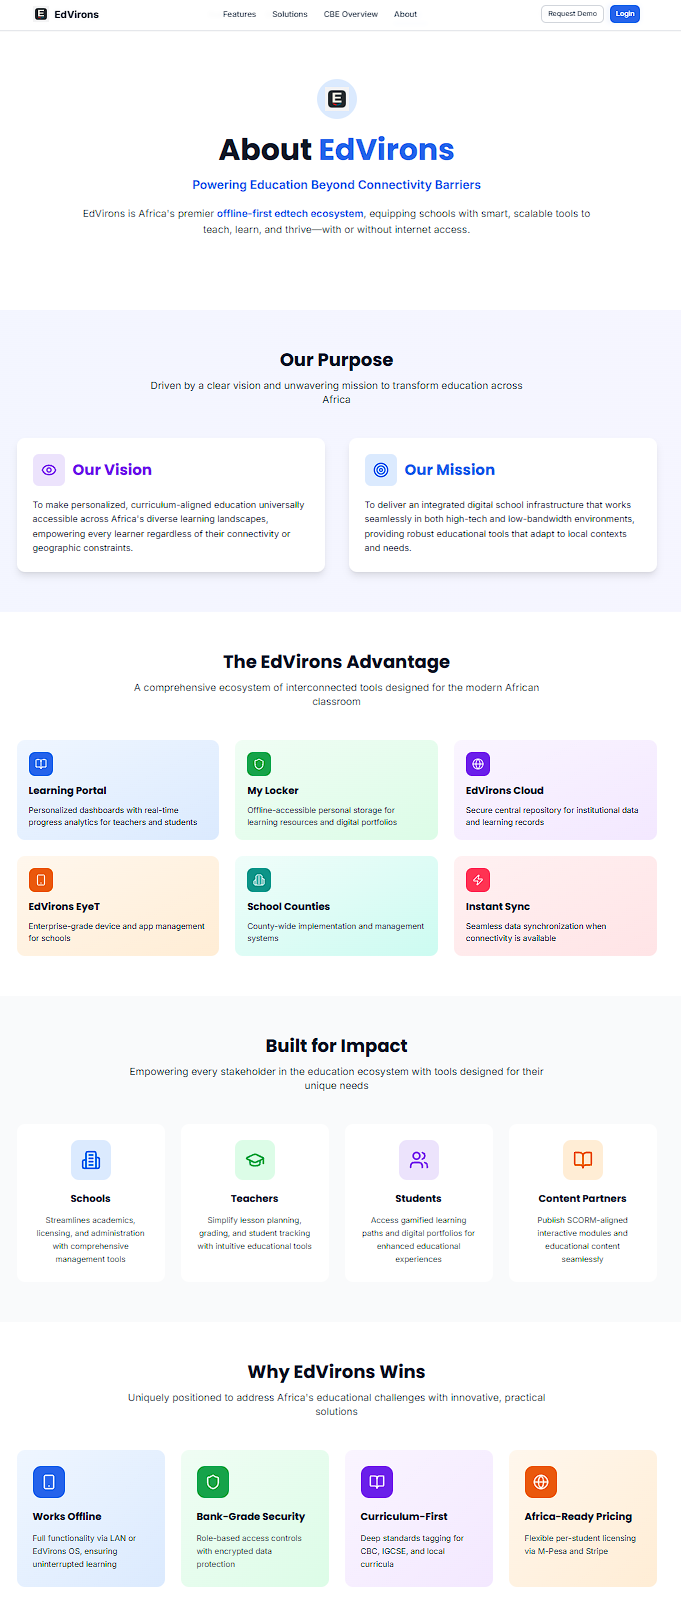 E EdVirons
Features Solutions CBE Overview About
Request Demo Login
E
About EdVirons
Powering Education Beyond Connectivity Barriers
EdVirons is Africa's premier offline-first edtech ecosystem, equipping schools with smart, scalable tools to
teach, learn, and thrive—with or without internet access.
Our Purpose
Driven by a clear vision and unwavering mission to transform education across
Africa
Our Vision
To make personalized, curriculum-aligned education universally
accessible across Africa's diverse learning landscapes,
empowering every learner regardless of their connectivity or
geographic constraints.
Our Mission
To deliver an integrated digital school infrastructure that works
seamlessly in both high-tech and low-bandwidth environments,
providing robust educational tools that adapt to local contexts
and needs.
The EdVirons Advantage
A comprehensive ecosystem of interconnected tools designed for the modern African
classroom
Learning Portal
Personalized dashboards with real-time
progress analytics for teachers and students
My Locker
Offline-accessible personal storage for
learning resources and digital portfolios
EdVirons Cloud
Secure central repository for institutional data
and learning records
EdVirons EyeT
Enterprise-grade device and app management
for schools
School Counties
County-wide implementation and management
systems
Instant Sync
Seamless data synchronization when
connectivity is available
Built for Impact
Empowering every stakeholder in the education ecosystem with tools designed for their
unique needs
Schools
Streamlines academics,
licensing, and administration
with comprehensive
management tools
Teachers
Simplify lesson planning,
grading, and student tracking
with intuitive educational tools
Students
Access gamified learning
paths and digital portfolios for
enhanced educational
experiences
Content Partners
Publish SCORM-aligned
interactive modules and
educational content
seamlessly
Why EdVirons Wins
Uniquely positioned to address Africa's educational challenges with innovative, practical
solutions
Works Offline
Full functionality via LAN or
EdVirons OS, ensuring
uninterrupted learning
Bank-Grade Security
Role-based access controls
with encrypted data
protection
Curriculum-First
Deep standards tagging for
CBC, IGCSE, and local
curricula
Africa-Ready Pricing
Flexible per-student licensing
via M-Pesa and Stripe